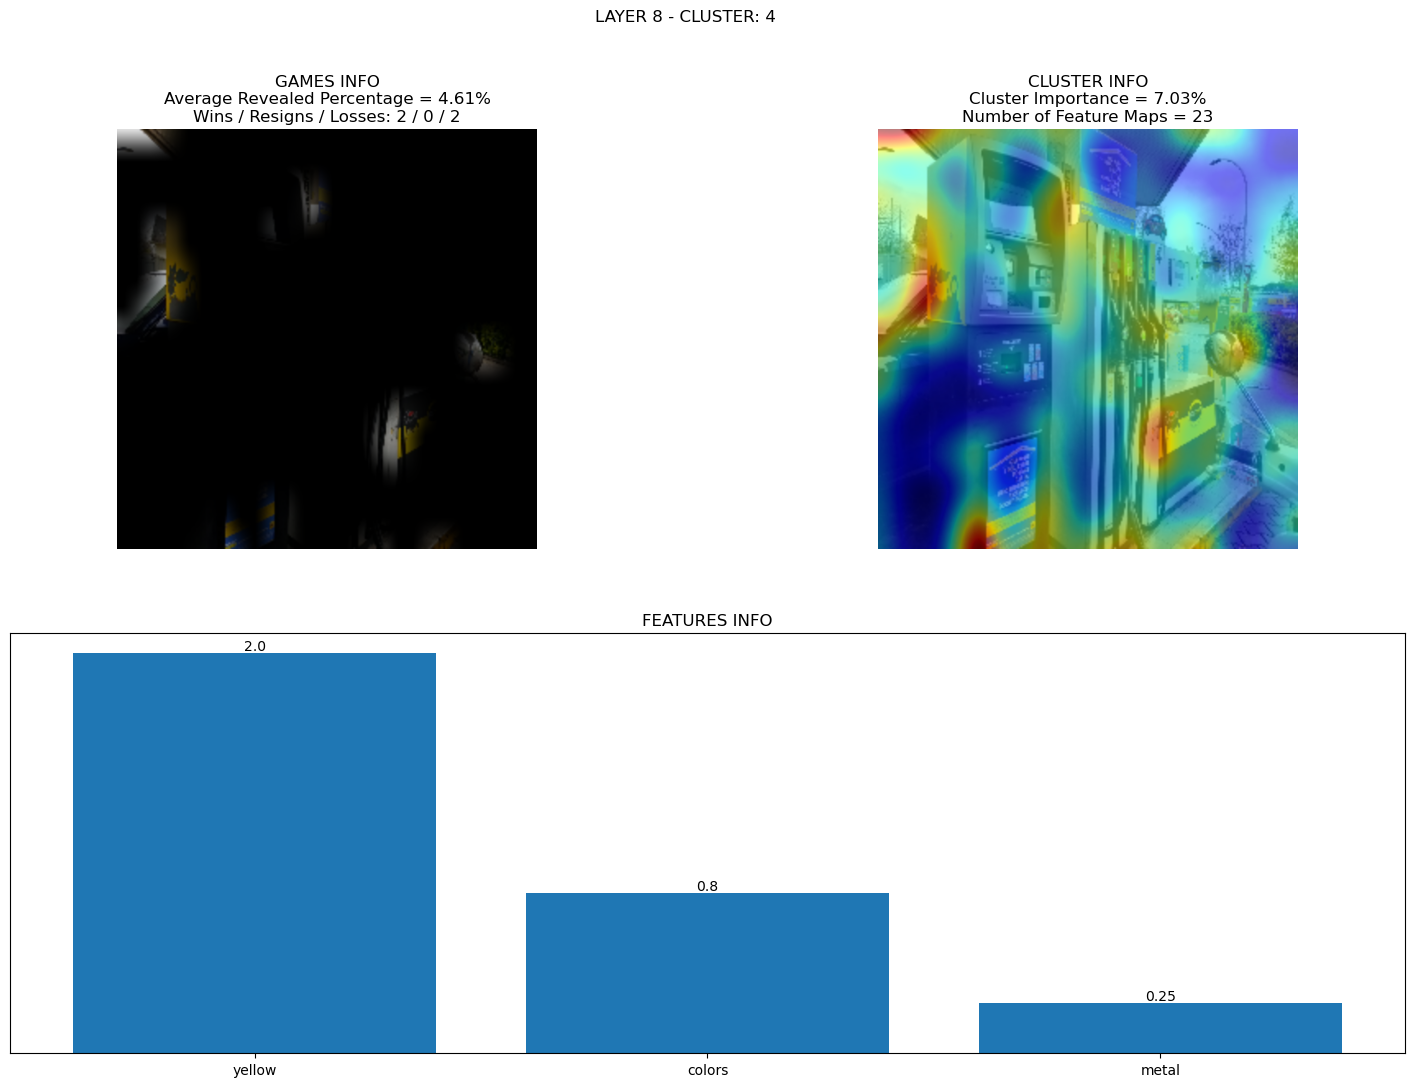 LAYER 8 - CLUSTER: 4
GAMES INFO
Average Revealed Percentage = 4.61%
Wins / Resigns / Losses: 2 / 0 / 2
CLUSTER INFO
Cluster Importance = 7.03%
Number of Feature Maps = 23
FEATURES INFO
2.0
0.8
0.25
yellow
colors
metal